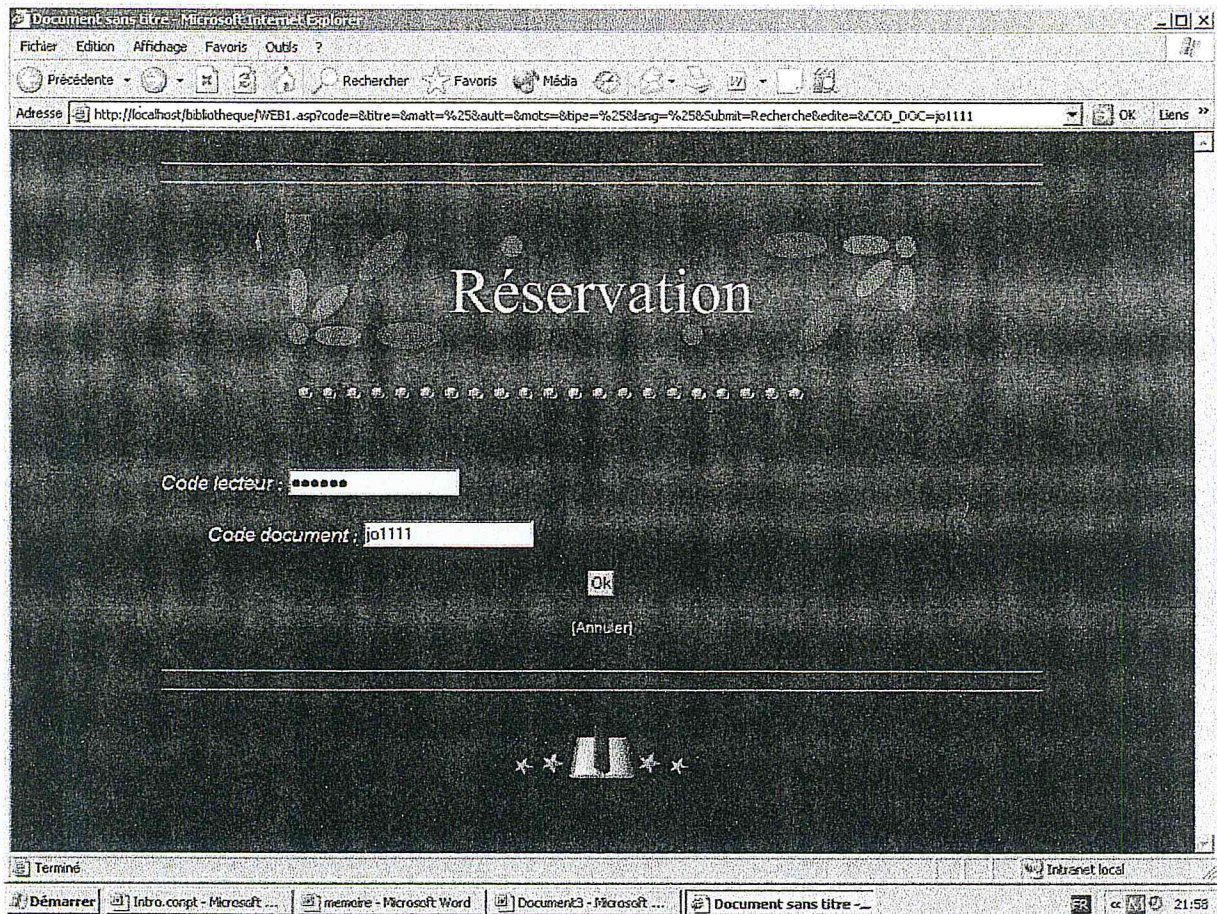 Document sans titre - Microsoft Internet Explorer
Fichier Edition Affichage Favoris Outils ?
Précédente Rechercher Favoris Média
Adresse http://localhost/bibliotheque/WEB1.asp?code=&titre=&matt=%25&autt=&mots=&tipe=%25&lang=%25&Submit=Recherche&edite=&COD_DOC=jo1111 OK Liens »
Réservation
Code lecteur : ●●●●●●
Code document : jo1111
Ok
[Annuler]
Terminé Intranet local
Démarrer Intro.conpt - Microsoft ... memoire - Microsoft Word Document3 - Microsoft ... Document sans titre -... FR « 21:58